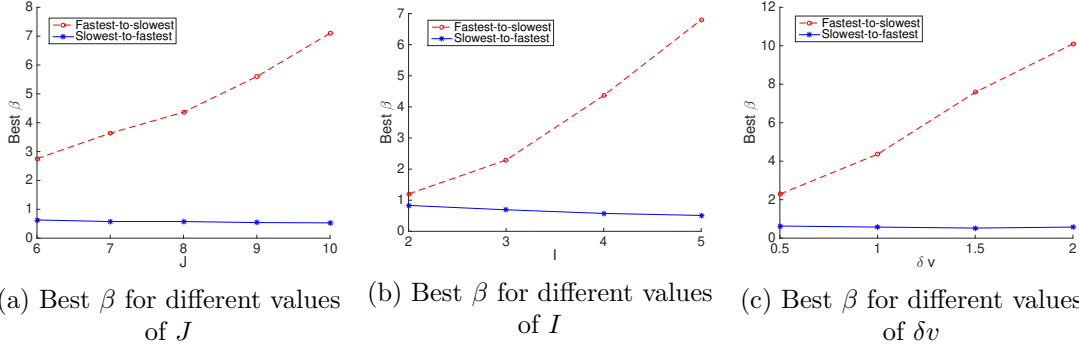 8
7
6
5
4
3
2
1
0
Best β
Fastest-to-slowest
Slowest-to-fastest
6 7 8 9 10
J
(a) Best β for different values
of J
7
6
5
4
3
2
1
0
Best β
Fastest-to-slowest
Slowest-to-fastest
2 3 4 5
I
(b) Best β for different values
of I
12
10
8
6
4
2
0
Best β
Fastest-to-slowest
Slowest-to-fastest
0.5 1 1.5 2
δ v
(c) Best β for different values
of δv